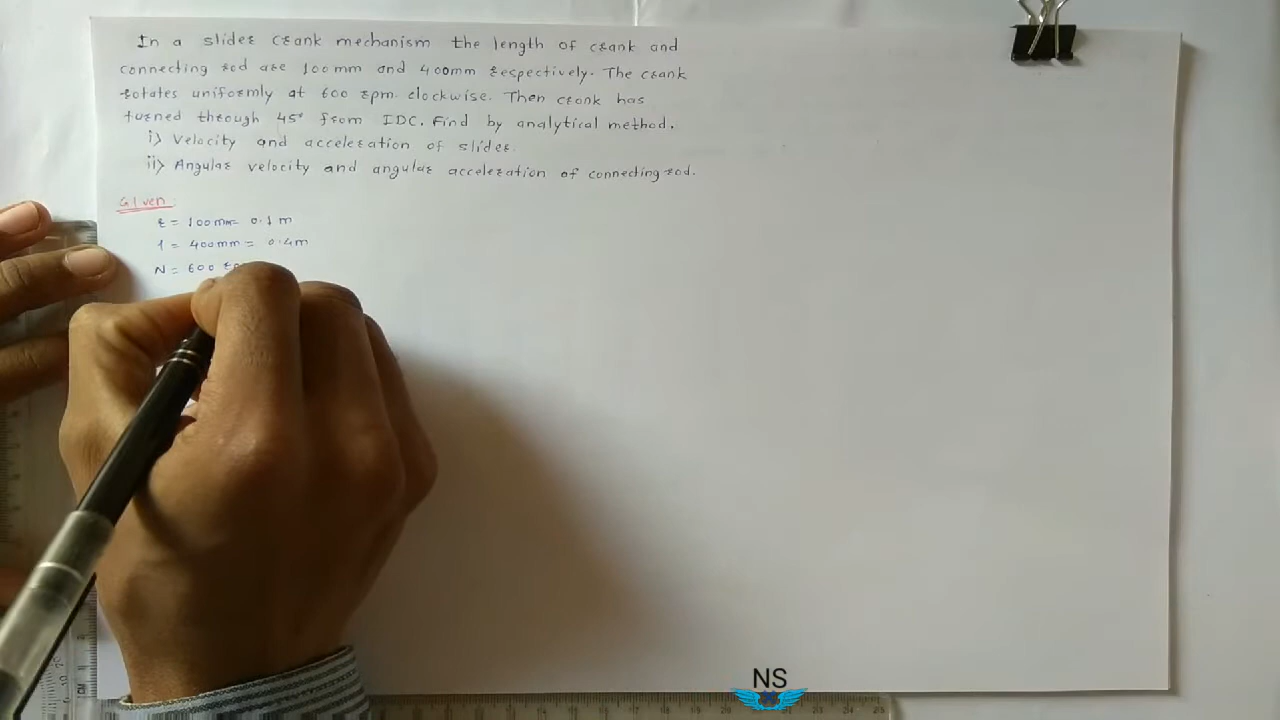 In a slider crank mechanism the length of crank and
connecting rod are 100mm and 400mm respectively. The crank
rotates uniformly at 600 rpm clockwise. Then crank has
turned through 45° from IDC. Find by analytical method.
i) Velocity and acceleration of slider.
ii) Angular velocity and angular acceleration of connecting rod.
Given
r = 100mm = 0.1 m
l = 400mm = 0.4m
N = 600
NS